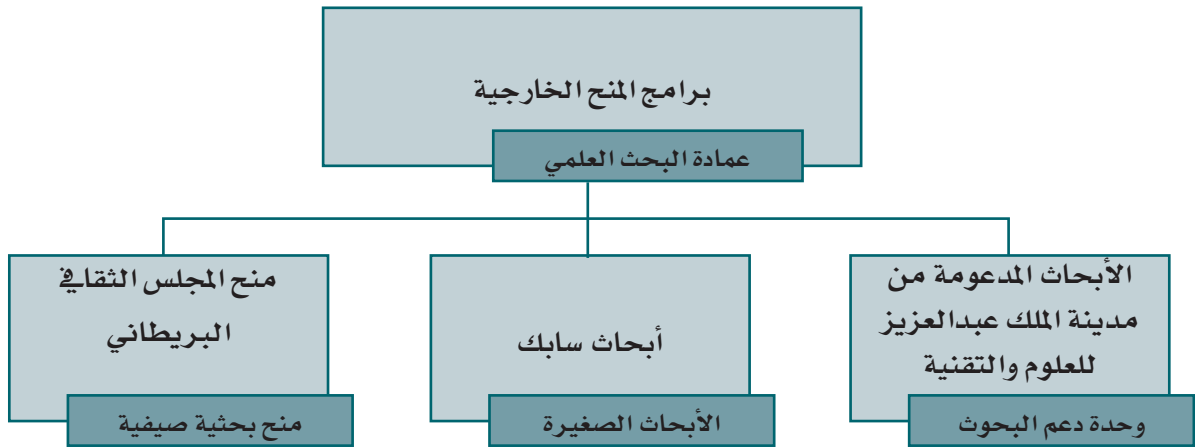 برامج المنح الخارجية
عمادة البحث العلمي
الأبحاث المدعومة من
مدينة الملك عبدالعزيز
للعلوم والتقنية
وحدة دعم البحوث
أبحاث سابك
الأبحاث الصغيرة
منح المجلس الثقافي
البريطاني
منح بحثية صيفية